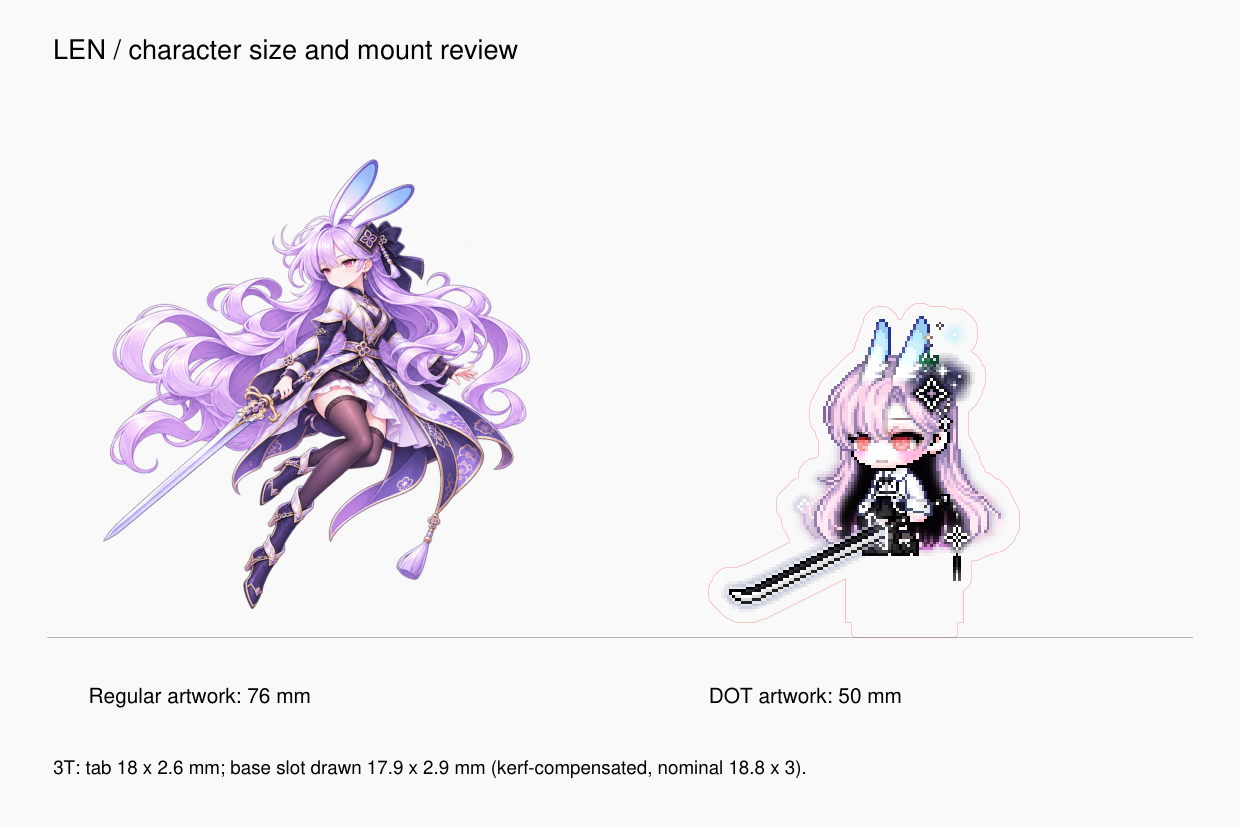 LEN / character size and mount review
Regular artwork: 76 mm
DOT artwork: 50 mm
3T: tab 18 x 2.6 mm; base slot drawn 17.9 x 2.9 mm (kerf-compensated, nominal 18.8 x 3).